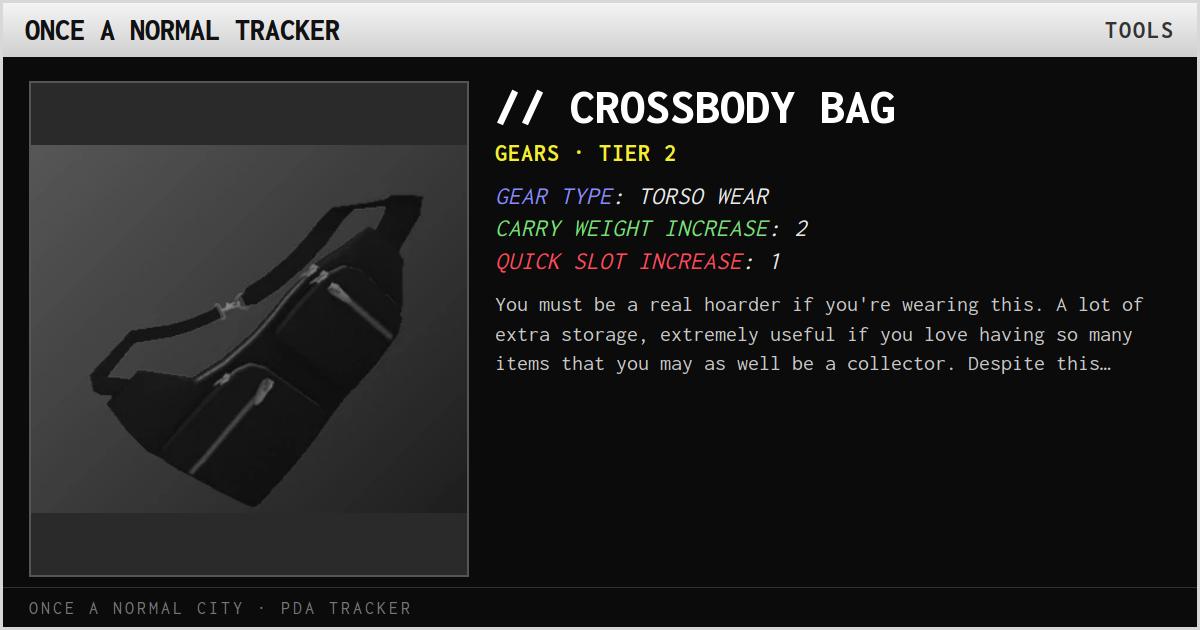 ONCE A NORMAL TRACKER
TOOLS
// CROSSBODY BAG
GEARS · TIER 2
GEAR TYPE: TORSO WEAR
CARRY WEIGHT INCREASE: 2
QUICK SLOT INCREASE: 1
You must be a real hoarder if you're wearing this. A lot of
extra storage, extremely useful if you love having so many
items that you may as well be a collector. Despite this…
ONCE A NORMAL CITY · PDA TRACKER